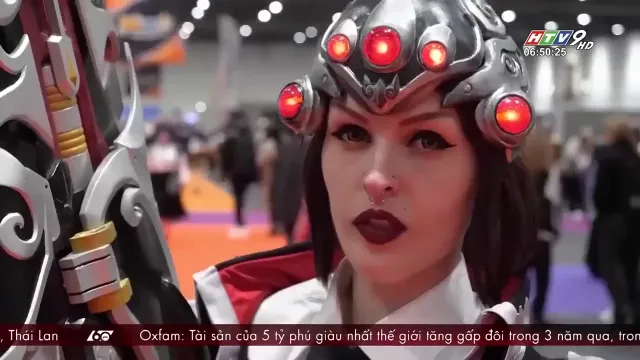 HTV9 HD
06:50:25
, Thái Lan 60 Oxfam: Tài sản của 5 tỷ phú giàu nhất thế giới tăng gấp đôi trong 3 năm qua, tron